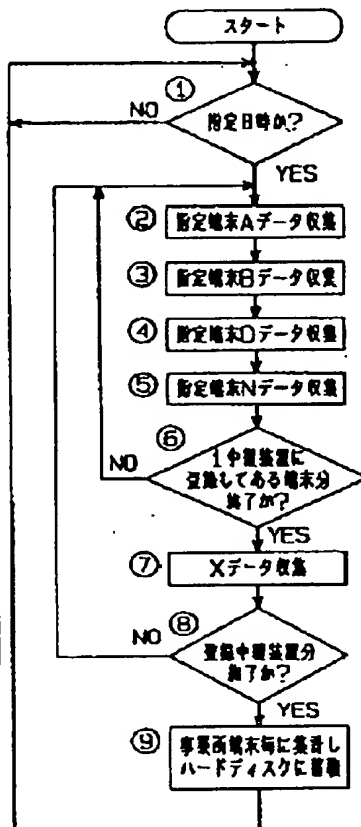 スタート
①
NO
指定日時か?
YES
② 指定端末Aデータ収集
③ 指定端末Bデータ収集
④ 指定端末Dデータ収集
⑤ 指定端末Nデータ収集
⑥
NO
1中継装置に
登録してある端末分
終了か?
YES
⑦ Xデータ収集
⑧
NO
登録中継装置分
終了か?
YES
⑨ 事業所端末毎に集計し
ハードディスクに蓄積